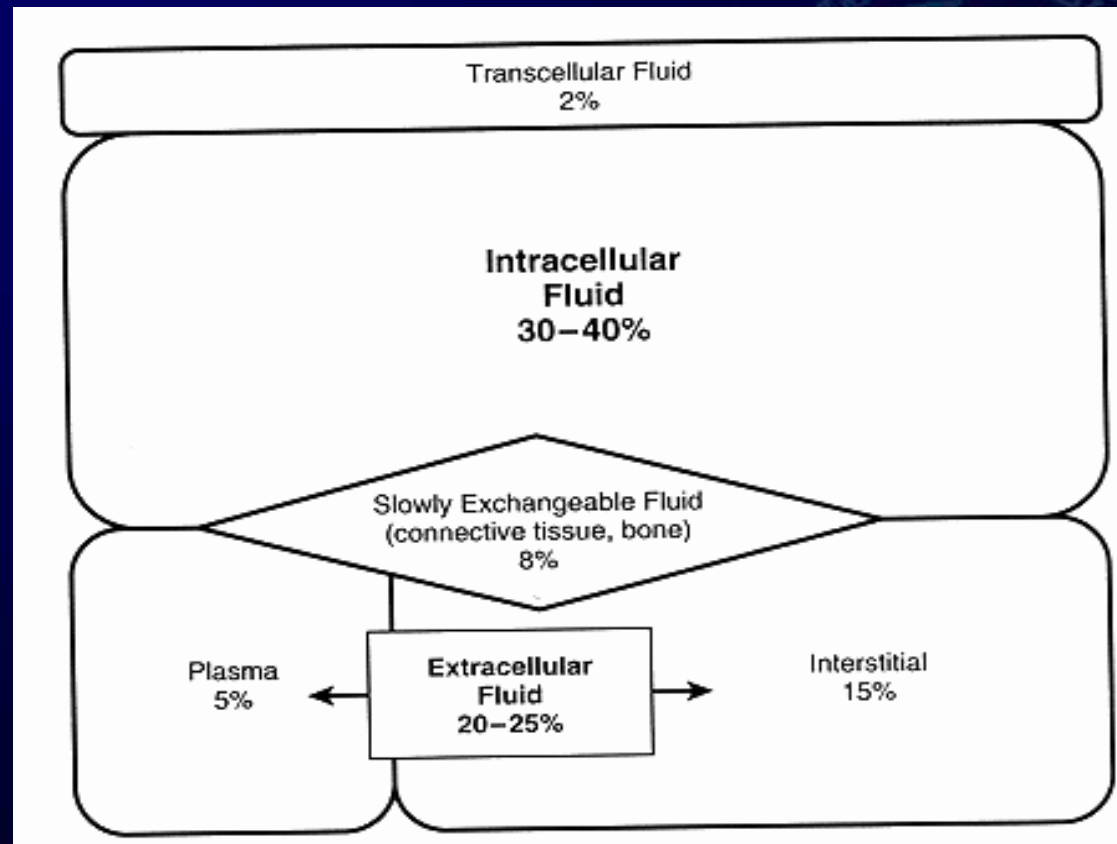 Transcellular Fluid
2%
Intracellular
Fluid
30–40%
Slowly Exchangeable Fluid
(connective tissue, bone)
8%
Plasma
5%
Extracellular
Fluid
20–25%
Interstitial
15%